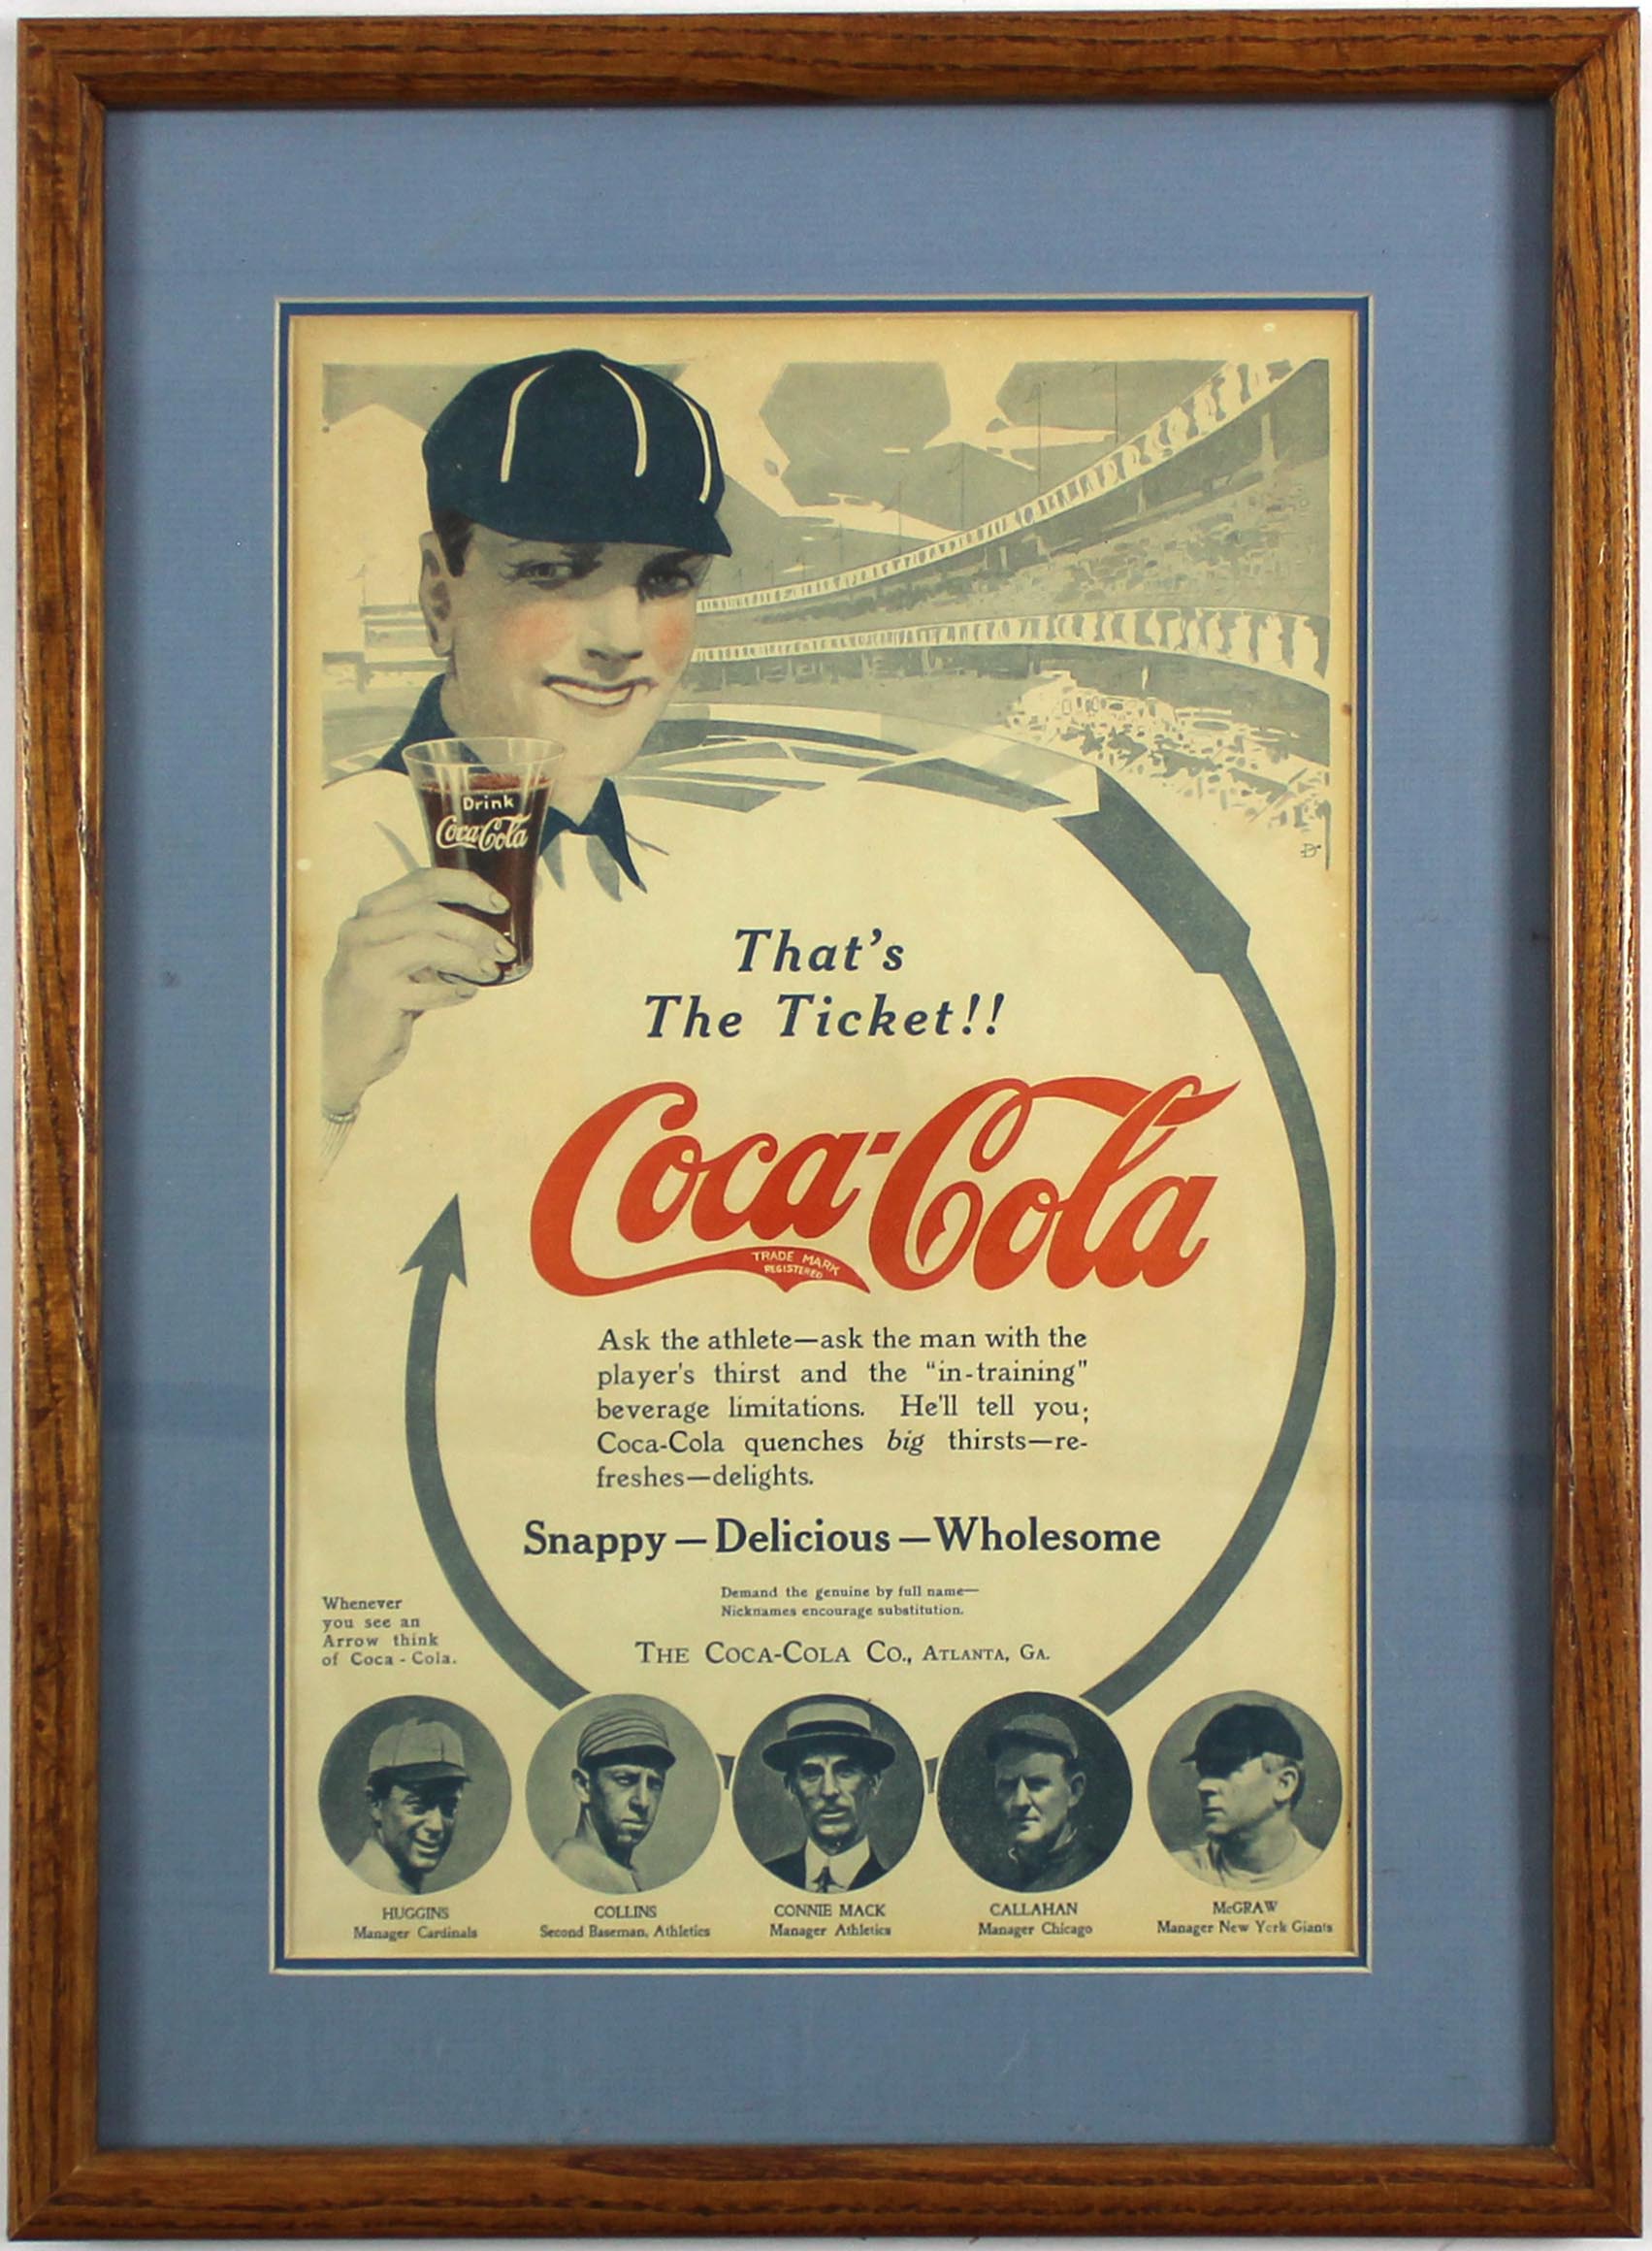 Drink
Coca-Cola
That's
The Ticket!!
Coca-Cola
TRADE MARK
REGISTERED
Ask the athlete—ask the man with the
player's thirst and the "in-training"
beverage limitations. He'll tell you;
Coca-Cola quenches big thirsts—re-
freshes—delights.
Snappy—Delicious—Wholesome
Demand the genuine by full name—
Nicknames encourage substitution.
THE COCA-COLA CO., ATLANTA, GA.
Whenever
you see an
Arrow think
of Coca-Cola.
HUGGINS
Manager Cardinals
COLLINS
Second Baseman, Athletics
CONNIE MACK
Manager Athletics
CALLAHAN
Manager Chicago
McGRAW
Manager New York Giants